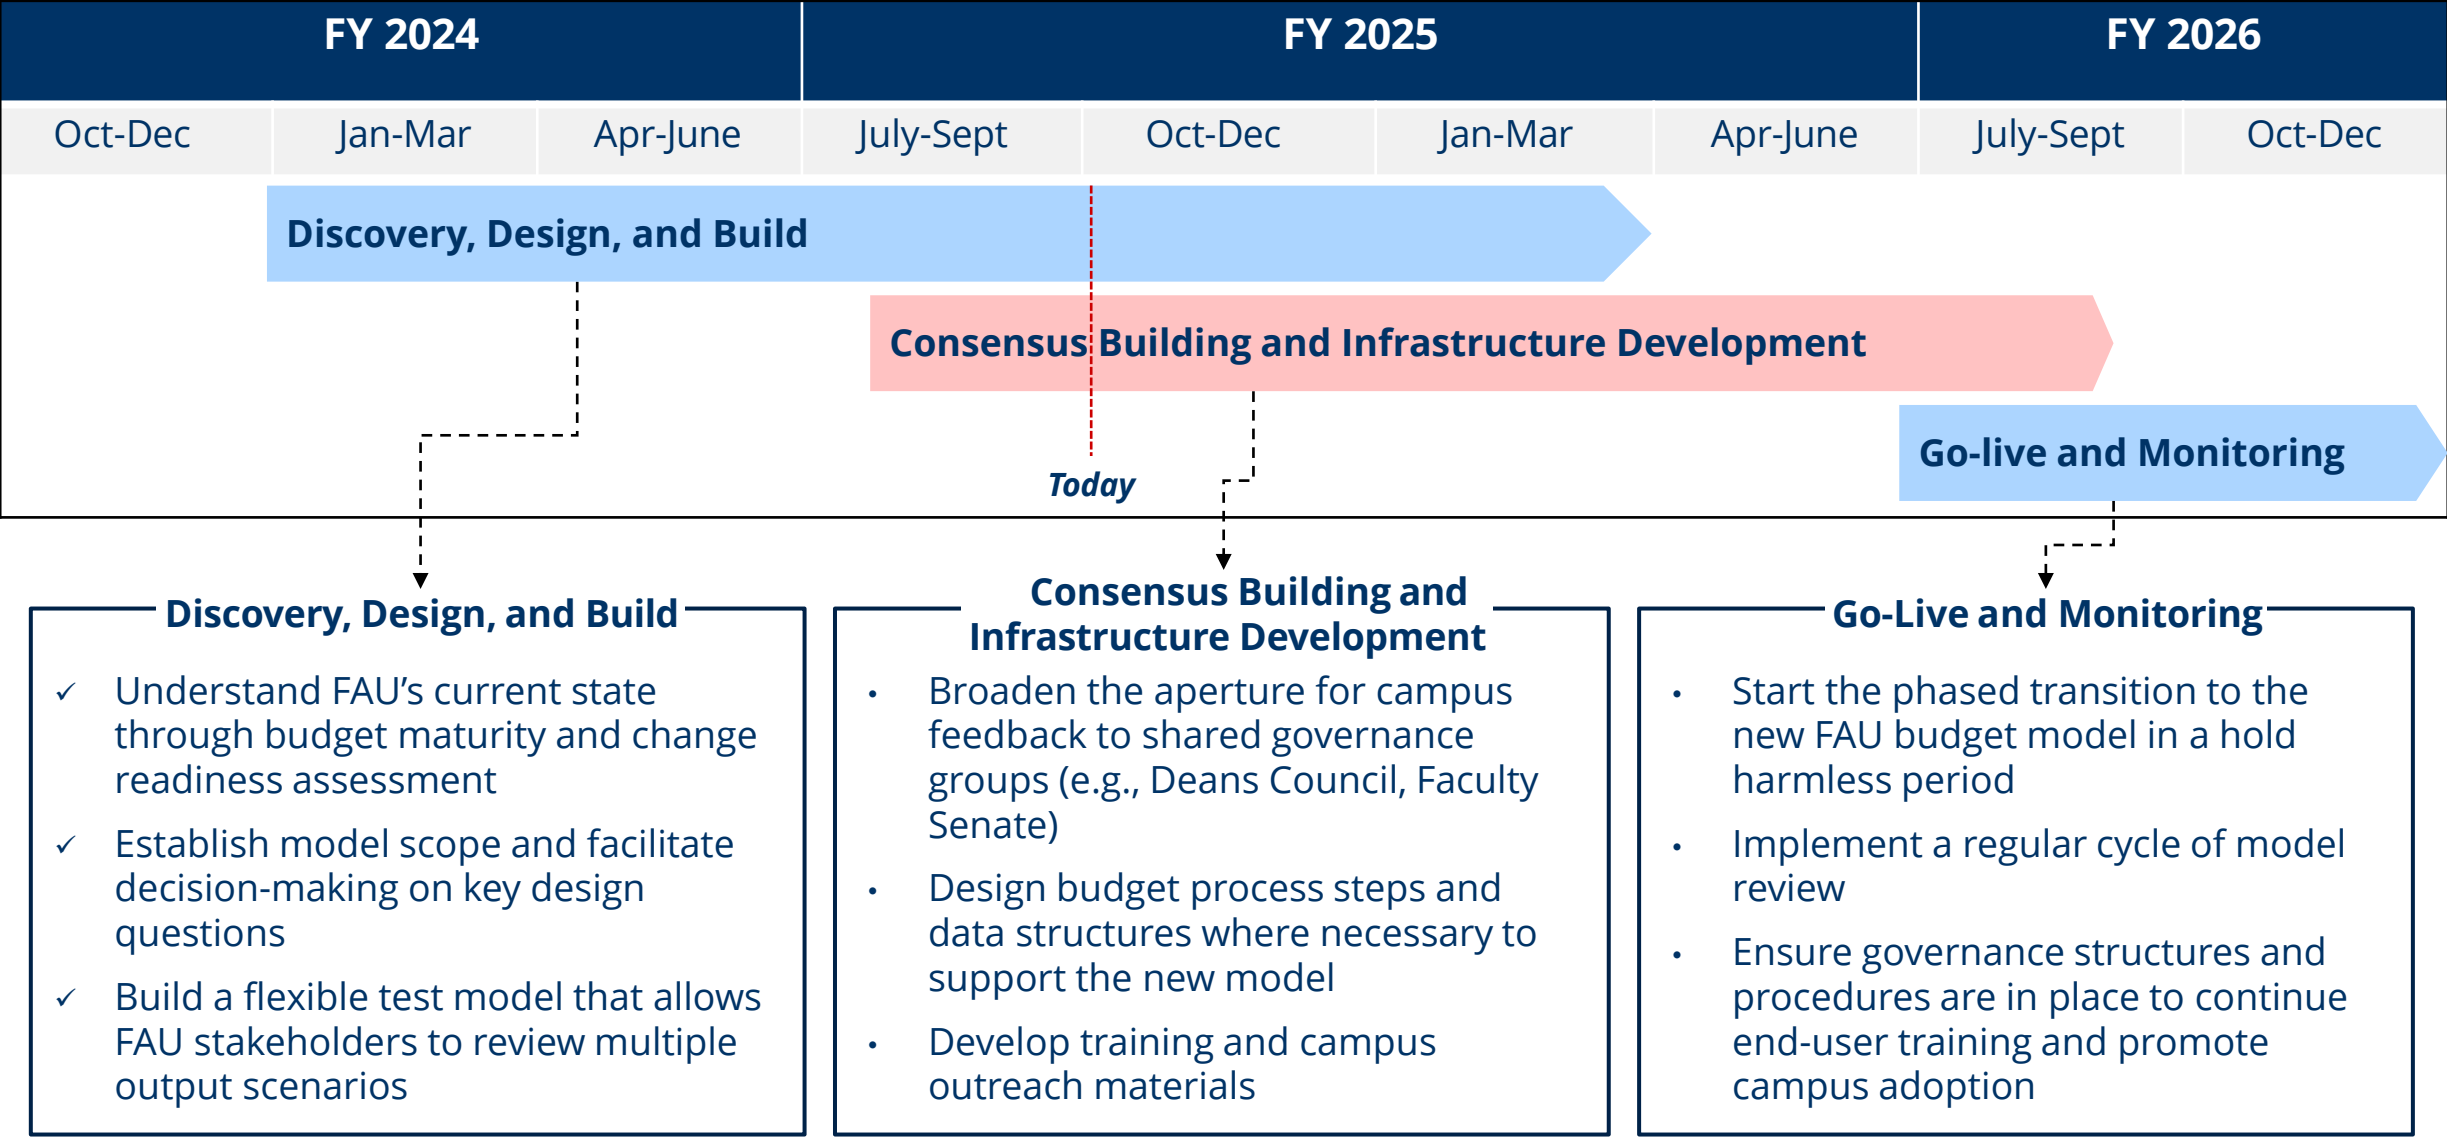 FY 2024
FY 2025
FY 2026
Oct-Dec
Jan-Mar
Apr-June
July-Sept
Oct-Dec
Jan-Mar
Apr-June
July-Sept
Oct-Dec
Discovery, Design, and Build
Consensus Building and Infrastructure Development
Go-live and Monitoring
Today
Discovery, Design, and Build
✓ Understand FAU’s current state
through budget maturity and change
readiness assessment
✓ Establish model scope and facilitate
decision-making on key design
questions
✓ Build a flexible test model that allows
FAU stakeholders to review multiple
output scenarios
Consensus Building and
Infrastructure Development
• Broaden the aperture for campus
feedback to shared governance
groups (e.g., Deans Council, Faculty
Senate)
• Design budget process steps and
data structures where necessary to
support the new model
• Develop training and campus
outreach materials
Go-Live and Monitoring
• Start the phased transition to the
new FAU budget model in a hold
harmless period
• Implement a regular cycle of model
review
• Ensure governance structures and
procedures are in place to continue
end-user training and promote
campus adoption